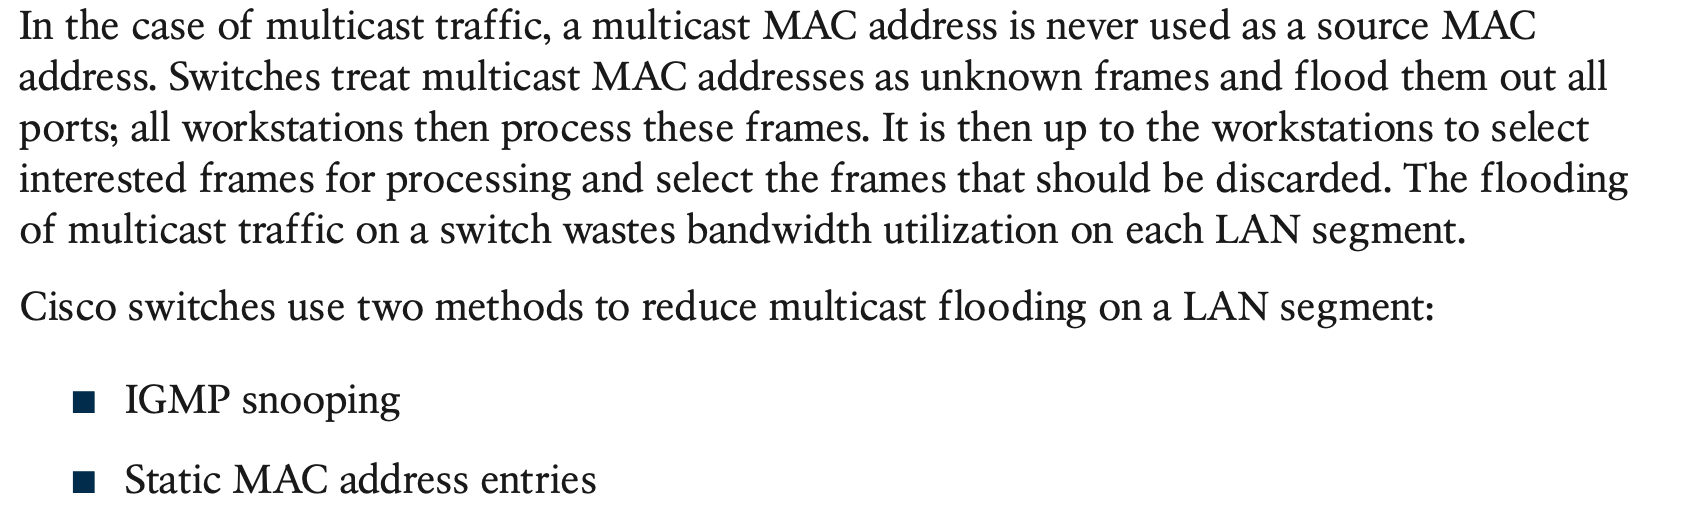 In the case of multicast traffic, a multicast MAC address is never used as a source MAC
address. Switches treat multicast MAC addresses as unknown frames and flood them out all
ports; all workstations then process these frames. It is then up to the workstations to select
interested frames for processing and select the frames that should be discarded. The flooding
of multicast traffic on a switch wastes bandwidth utilization on each LAN segment.
Cisco switches use two methods to reduce multicast flooding on a LAN segment:
■ IGMP snooping
■ Static MAC address entries